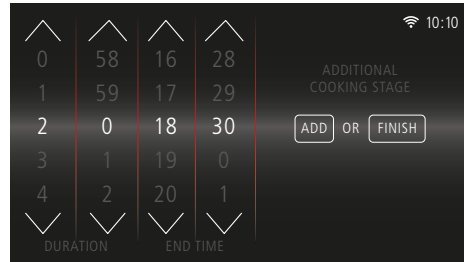 10:10
0 58 16 28
1 59 17 29
2 0 18 30
3 1 19 0
4 2 20 1
DURATION END TIME
ADDITIONAL
COOKING STAGE
ADD OR FINISH